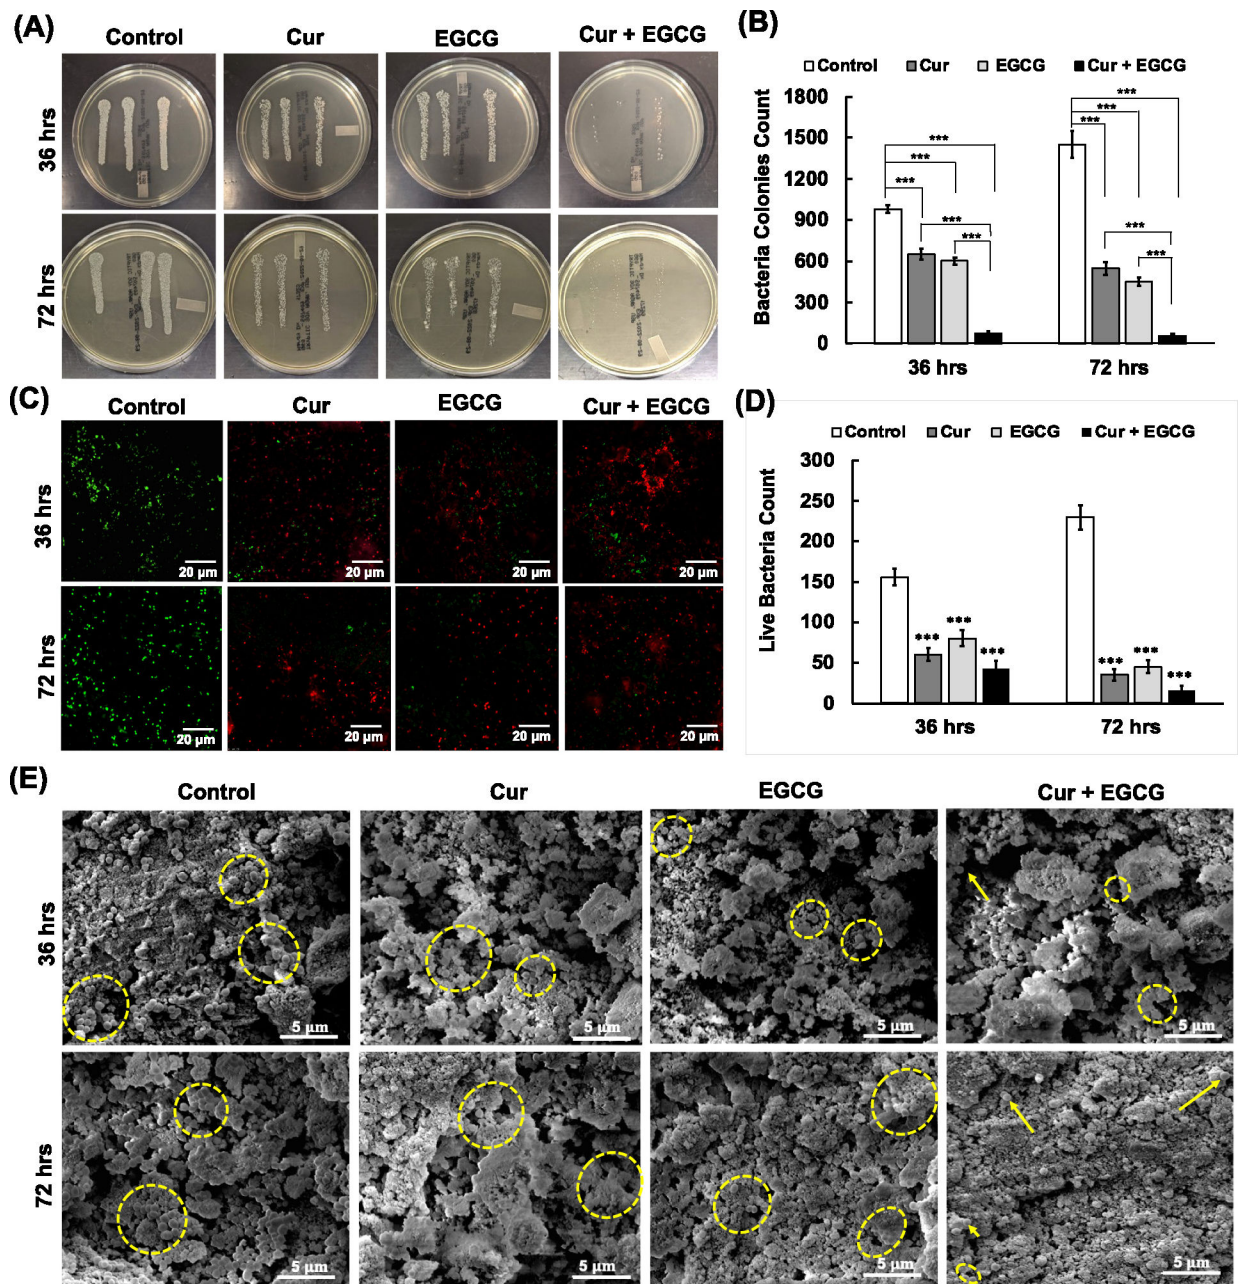 (A)
Control Cur EGCG Cur + EGCG
36 hrs
72 hrs
(B)
Control Cur EGCG Cur + EGCG
Bacteria Colonies Count
1800
1500
1200
900
600
300
0
*** *** *** *** ***
*** *** *** *** ***
36 hrs 72 hrs
(C)
Control Cur EGCG Cur + EGCG
36 hrs
20 µm 20 µm 20 µm 20 µm
72 hrs
20 µm 20 µm 20 µm 20 µm
(D)
Control Cur EGCG Cur + EGCG
Live Bacteria Count
300
250
200
150
100
50
0
*** *** *** *** *** ***
36 hrs 72 hrs
(E)
Control Cur EGCG Cur + EGCG
36 hrs
5 µm 5 µm 5 µm 5 µm
72 hrs
5 µm 5 µm 5 µm 5 µm